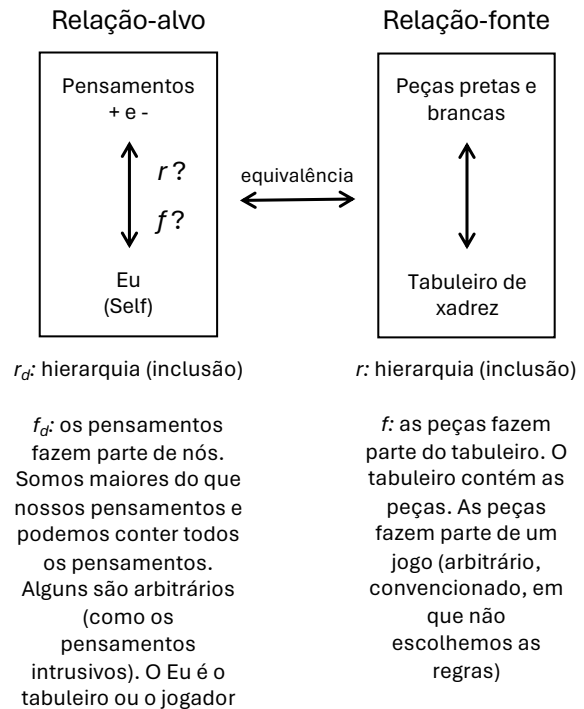 Relação-alvo
Relação-fonte
Pensamentos
+ e -
r ?
f ?
Eu
(Self)
equivalência
Peças pretas e
brancas
Tabuleiro de
xadrez
r_d: hierarquia (inclusão)
f_d: os pensamentos
fazem parte de nós.
Somos maiores do que
nossos pensamentos e
podemos conter todos
os pensamentos.
Alguns são arbitrários
(como os
pensamentos
intrusivos). O Eu é o
tabuleiro ou o jogador
r: hierarquia (inclusão)
f: as peças fazem
parte do tabuleiro. O
tabuleiro contém as
peças. As peças
fazem parte de um
jogo (arbitrário,
convencionado, em
que não
escolhemos as
regras)